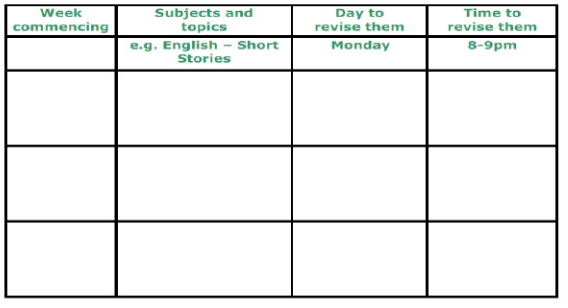 Week commencing
Subjects and topics
Day to revise them
Time to revise them
e.g. English – Short Stories
Monday
8-9pm